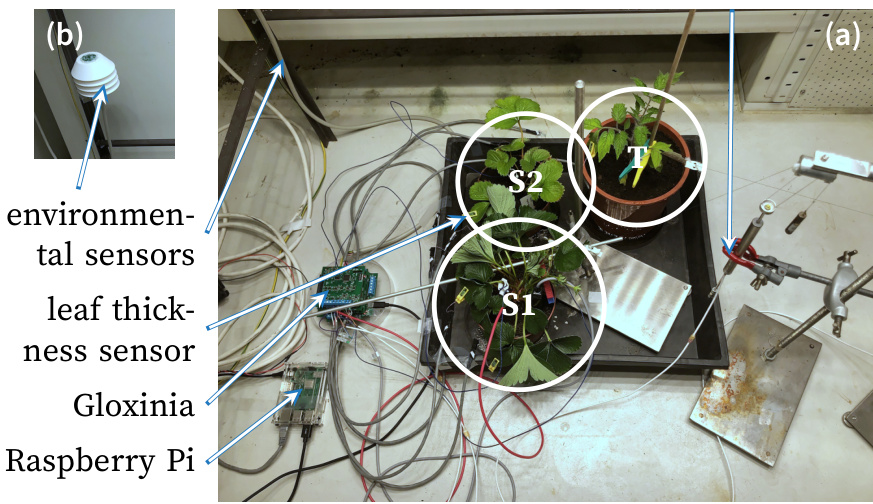 (b)
(a)
T
S2
environmen-
tal sensors
leaf thick-
ness sensor
S1
Gloxinia
Raspberry Pi